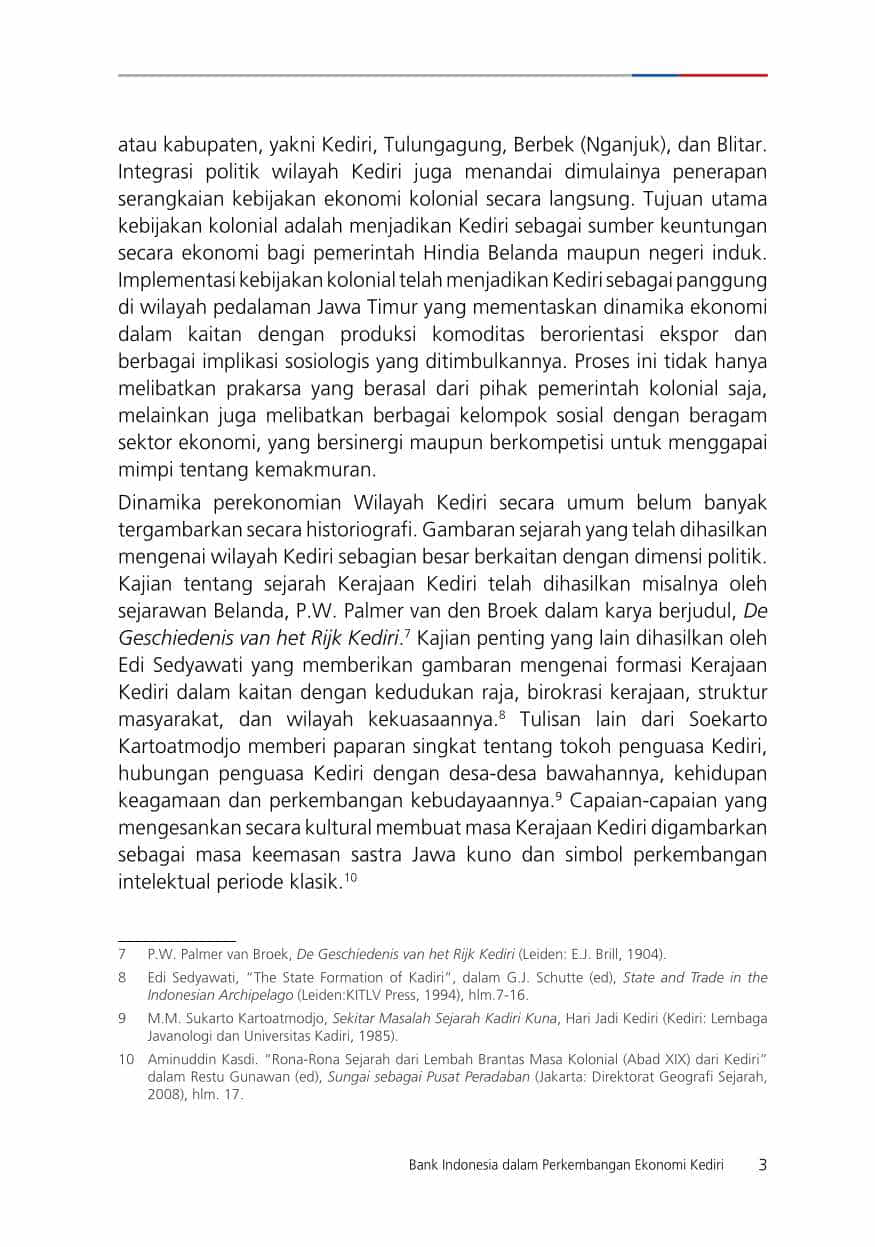 atau kabupaten, yakni Kediri, Tulungagung, Berbek (Nganjuk), dan Blitar.
Integrasi politik wilayah Kediri juga menandai dimulainya penerapan
serangkaian kebijakan ekonomi kolonial secara langsung. Tujuan utama
kebijakan kolonial adalah menjadikan Kediri sebagai sumber keuntungan
secara ekonomi bagi pemerintah Hindia Belanda maupun negeri induk.
Implementasi kebijakan kolonial telah menjadikan Kediri sebagai panggung
di wilayah pedalaman Jawa Timur yang mementaskan dinamika ekonomi
dalam kaitan dengan produksi komoditas berorientasi ekspor dan
berbagai implikasi sosiologis yang ditimbulkannya. Proses ini tidak hanya
melibatkan prakarsa yang berasal dari pihak pemerintah kolonial saja,
melainkan juga melibatkan berbagai kelompok sosial dengan beragam
sektor ekonomi, yang bersinergi maupun berkompetisi untuk menggapai
mimpi tentang kemakmuran.
Dinamika perekonomian Wilayah Kediri secara umum belum banyak
tergambarkan secara historiografi. Gambaran sejarah yang telah dihasilkan
mengenai wilayah Kediri sebagian besar berkaitan dengan dimensi politik.
Kajian tentang sejarah Kerajaan Kediri telah dihasilkan misalnya oleh
sejarawan Belanda, P.W. Palmer van den Broek dalam karya berjudul, De
Geschiedenis van het Rijk Kediri.7 Kajian penting yang lain dihasilkan oleh
Edi Sedyawati yang memberikan gambaran mengenai formasi Kerajaan
Kediri dalam kaitan dengan kedudukan raja, birokrasi kerajaan, struktur
masyarakat, dan wilayah kekuasaannya.8 Tulisan lain dari Soekarto
Kartoatmodjo memberi paparan singkat tentang tokoh penguasa Kediri,
hubungan penguasa Kediri dengan desa-desa bawahannya, kehidupan
keagamaan dan perkembangan kebudayaannya.9 Capaian-capaian yang
mengesankan secara kultural membuat masa Kerajaan Kediri digambarkan
sebagai masa keemasan sastra Jawa kuno dan simbol perkembangan
intelektual periode klasik.10
7 P.W. Palmer van Broek, De Geschiedenis van het Rijk Kediri (Leiden: E.J. Brill, 1904).
8 Edi Sedyawati, “The State Formation of Kadiri”, dalam G.J. Schutte (ed), State and Trade in the
Indonesian Archipelago (Leiden:KITLV Press, 1994), hlm.7-16.
9 M.M. Sukarto Kartoatmodjo, Sekitar Masalah Sejarah Kadiri Kuna, Hari Jadi Kediri (Kediri: Lembaga
Javanologi dan Universitas Kadiri, 1985).
10 Aminuddin Kasdi. “Rona-Rona Sejarah dari Lembah Brantas Masa Kolonial (Abad XIX) dari Kediri”
dalam Restu Gunawan (ed), Sungai sebagai Pusat Peradaban (Jakarta: Direktorat Geografi Sejarah,
2008), hlm. 17.
Bank Indonesia dalam Perkembangan Ekonomi Kediri 3